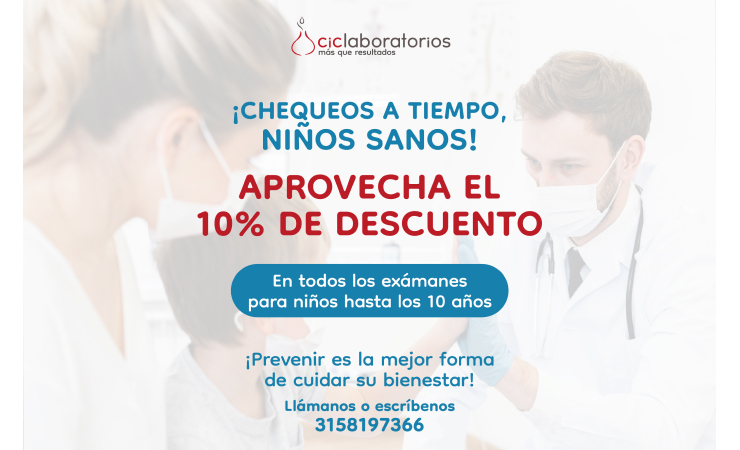 ciclaboratorios
más que resultados
¡CHEQUEOS A TIEMPO,
NIÑOS SANOS!
APROVECHA EL
10% DE DESCUENTO
En todos los exámanes
para niños hasta los 10 años
¡Prevenir es la mejor forma
de cuidar su bienestar!
Llámanos o escríbenos
3158197366